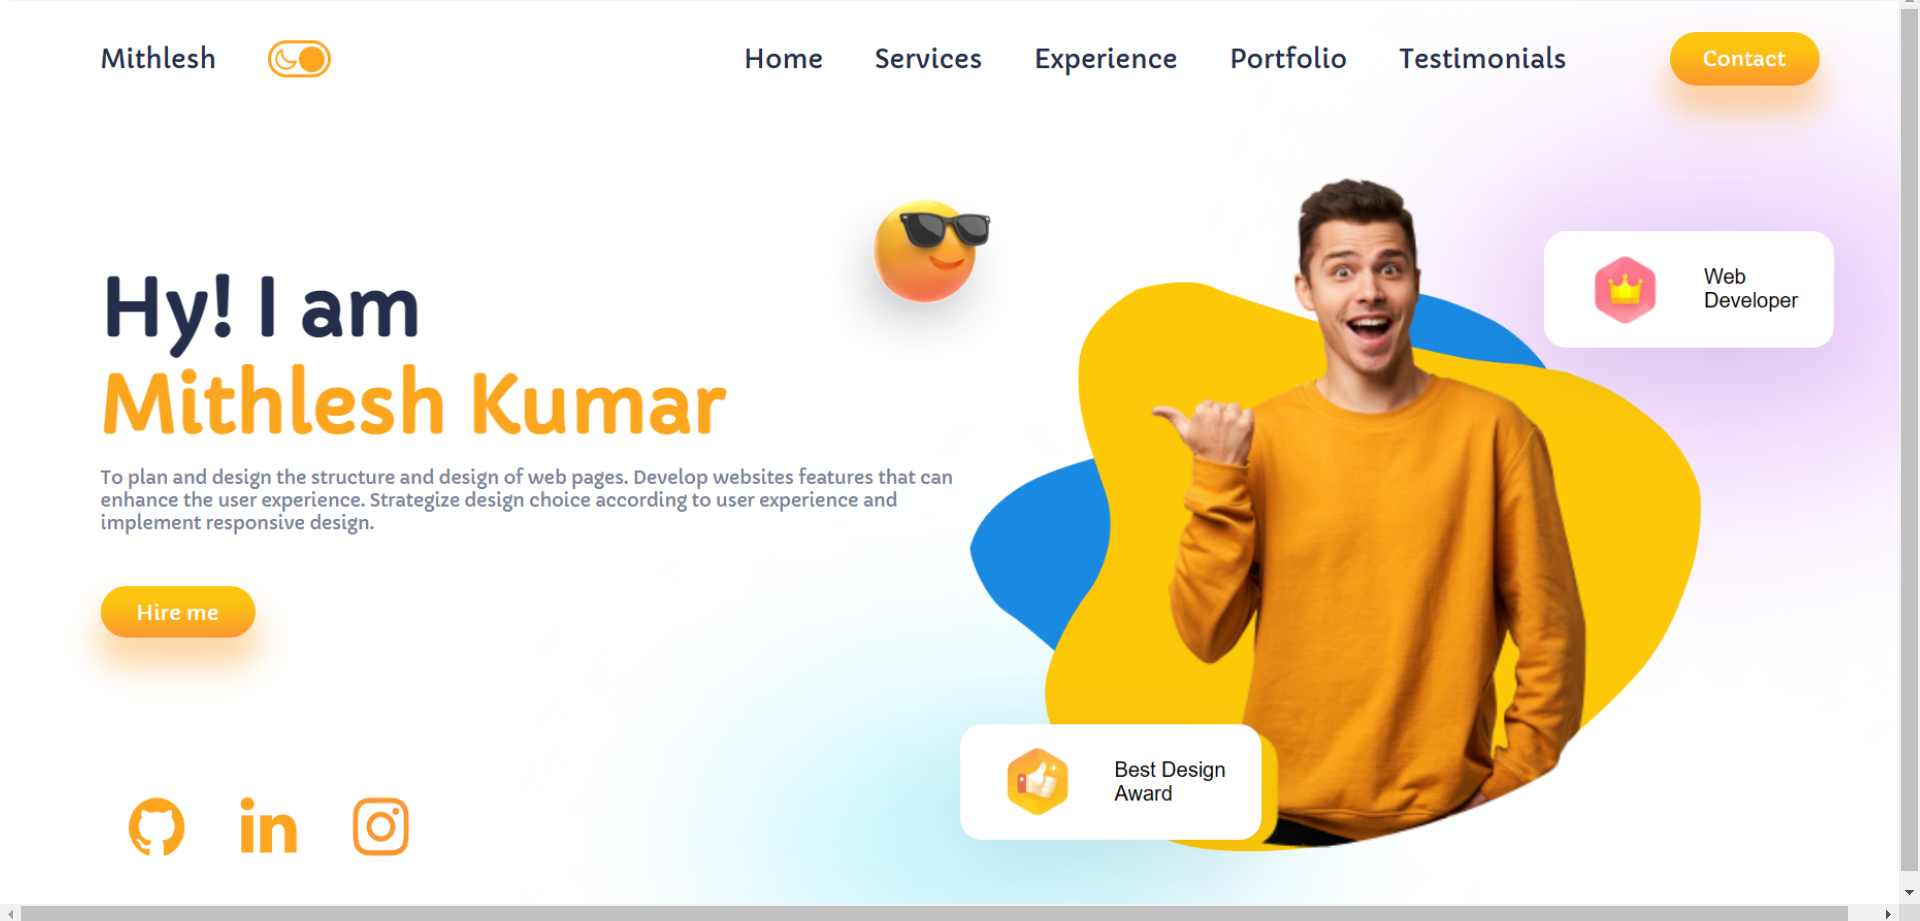 Mithlesh
Home
Services
Experience
Portfolio
Testimonials
Contact
Web
Developer
Hy! I am
Mithlesh Kumar
To plan and design the structure and design of web pages. Develop websites features that can
enhance the user experience. Strategize design choice according to user experience and
implement responsive design.
Hire me
Best Design
Award
in